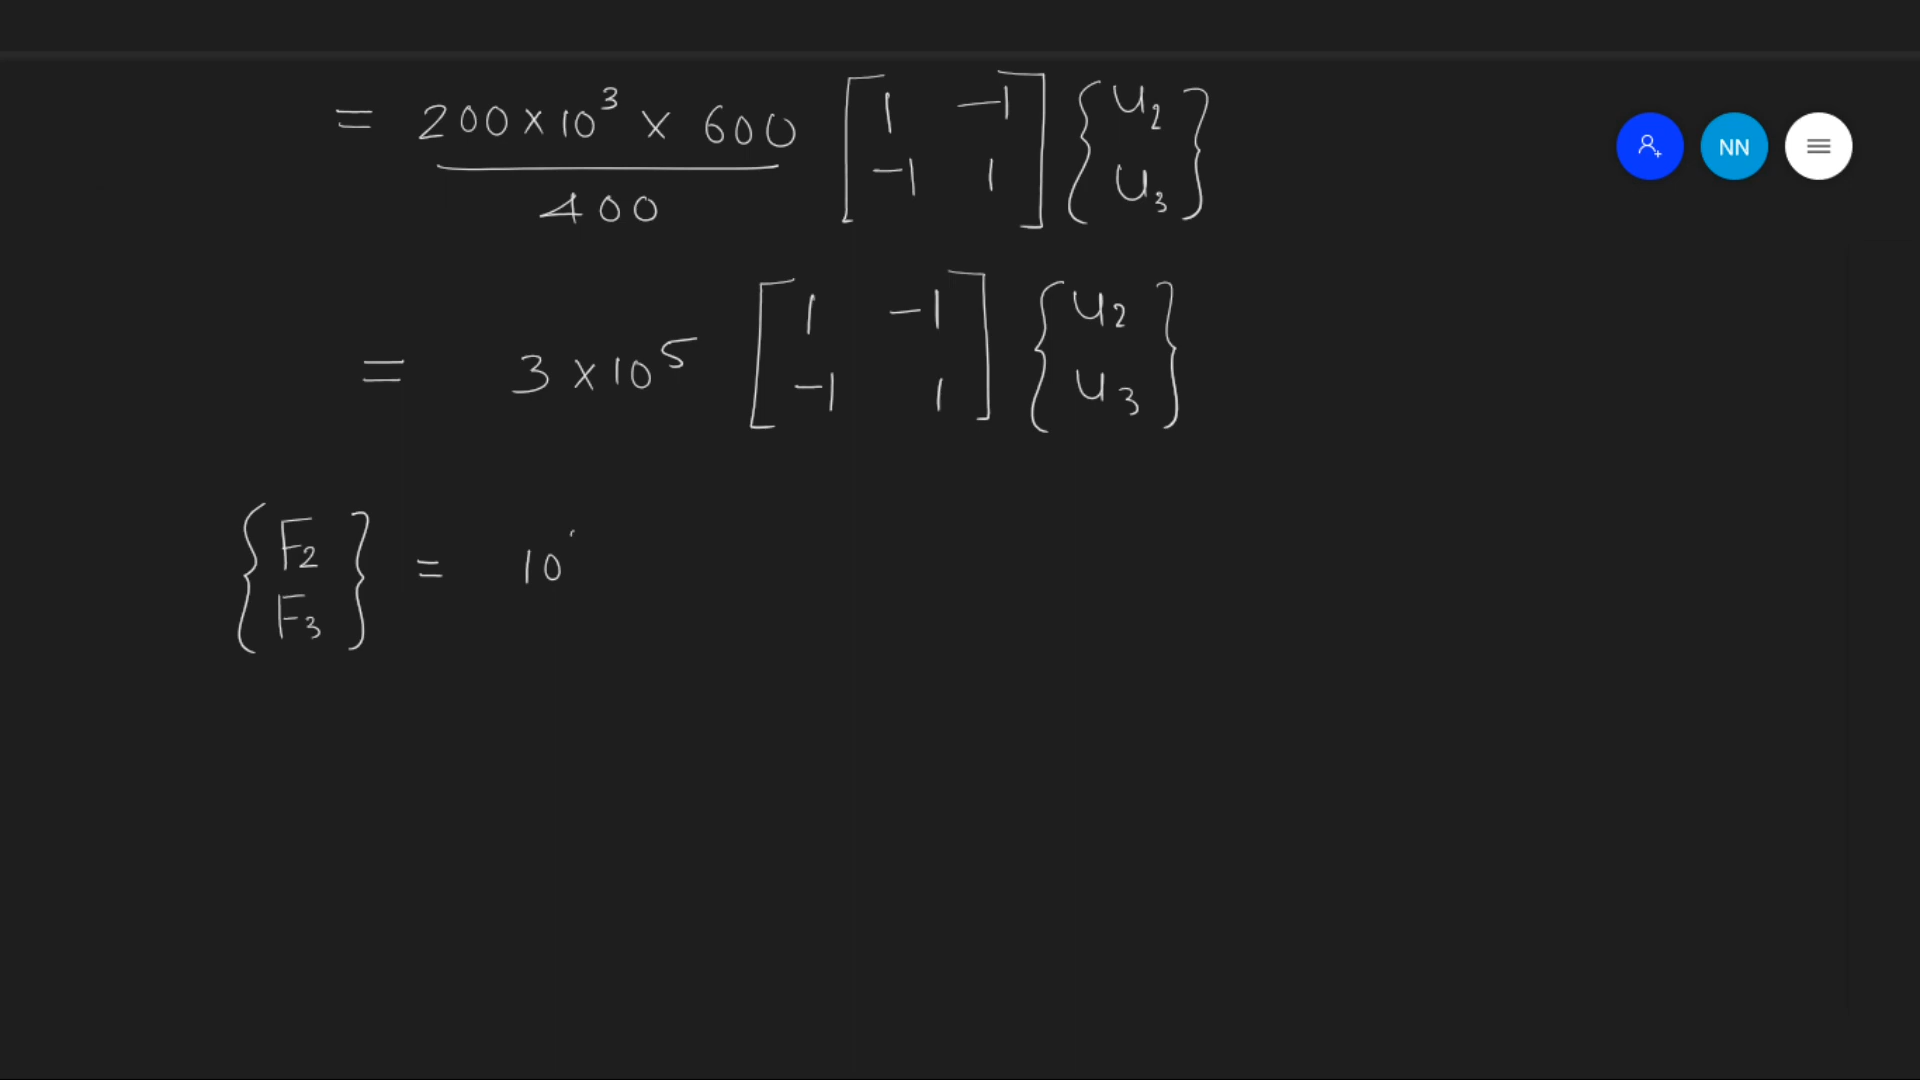 = 200×10³ × 600 / 400 [1 -1; -1 1] {u₂; u₃}
NN
= 3×10⁵ [1 -1; -1 1] {u₂; u₃}
{F₂; F₃} = 10